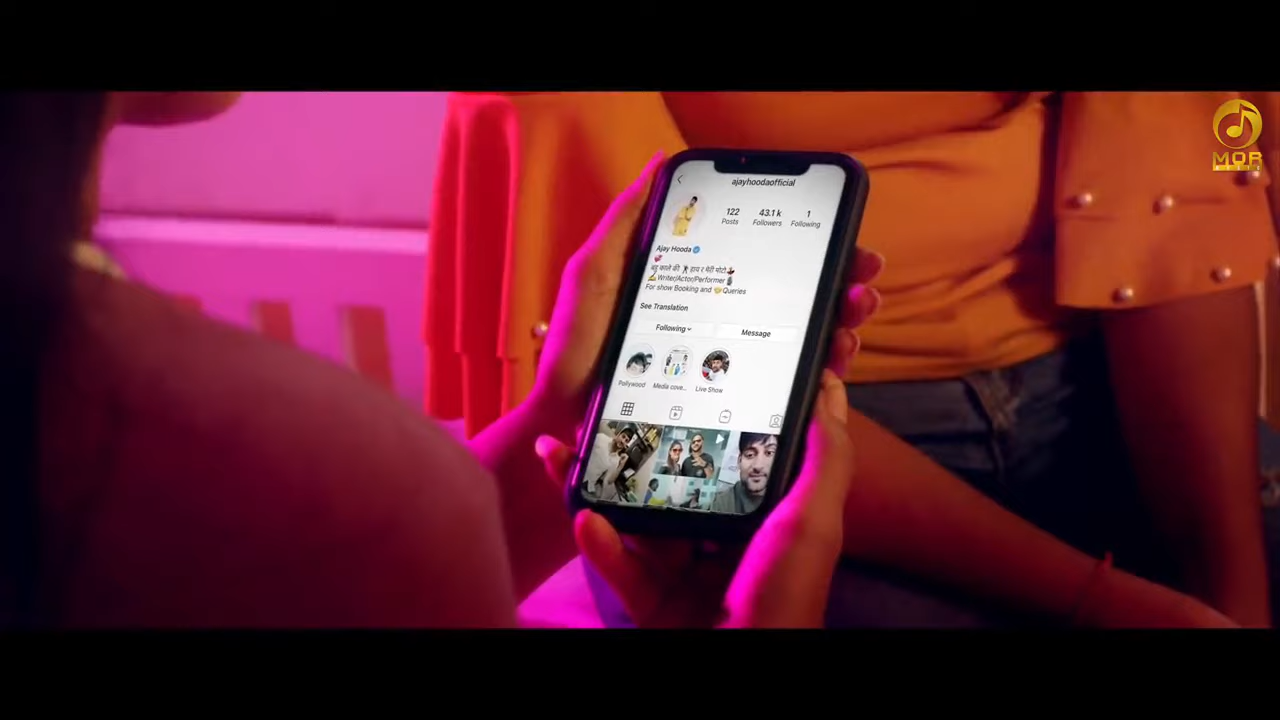 MOR
ajayhoodaofficial
122
43.1 k
1
Posts
Followers
Following
Ajay Hooda
बहु काले की 🕺 हाय र मेरी मोटो💃
✍️Writer/Actor/Performer
For show Booking and 🤝Queries
See Translation
Following
Message
Pollywood
Media cove...
Live Show